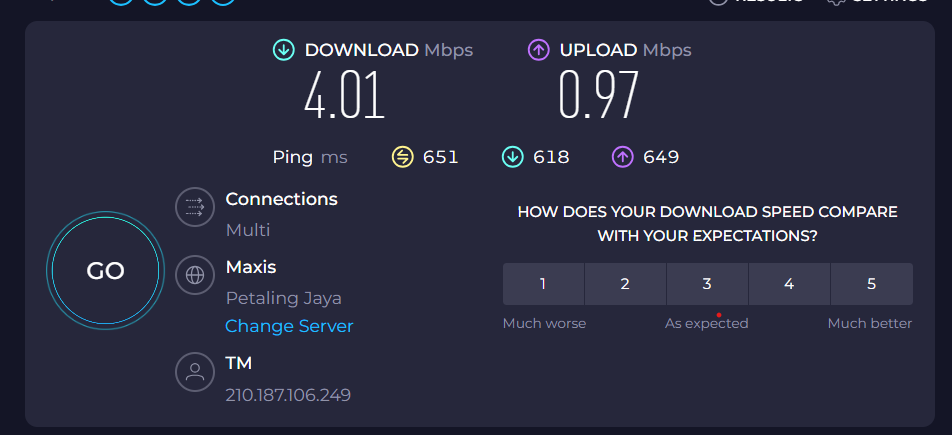 RESULTS SETTINGS
DOWNLOAD Mbps UPLOAD Mbps
4.01 0.97
Ping ms 651 618 649
Connections
Multi
Maxis
Petaling Jaya
Change Server
TM
210.187.106.249
GO
HOW DOES YOUR DOWNLOAD SPEED COMPARE
WITH YOUR EXPECTATIONS?
1 2 3 4 5
Much worse As expected Much better